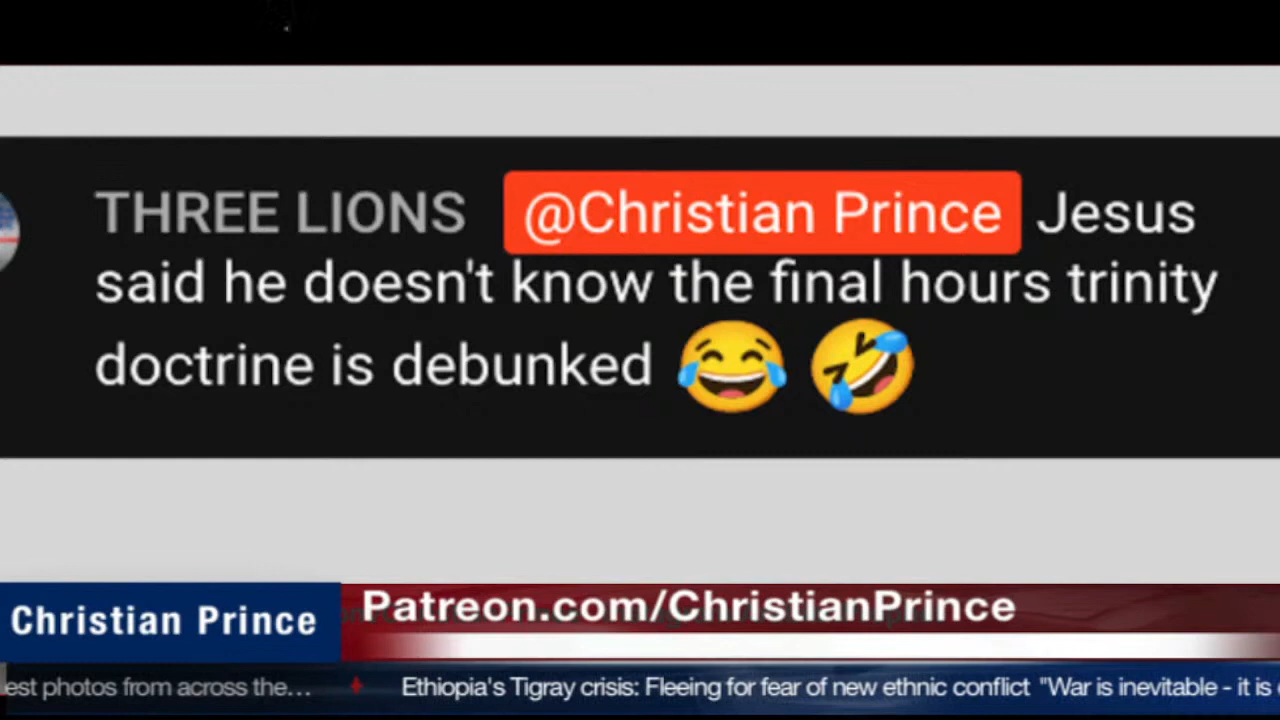 THREE LIONS @Christian Prince Jesus
said he doesn't know the final hours trinity
doctrine is debunked 😂 🤣
Christian Prince
Patreon.com/ChristianPrince
est photos from across the... Ethiopia's Tigray crisis: Fleeing for fear of new ethnic conflict "War is inevitable - it is